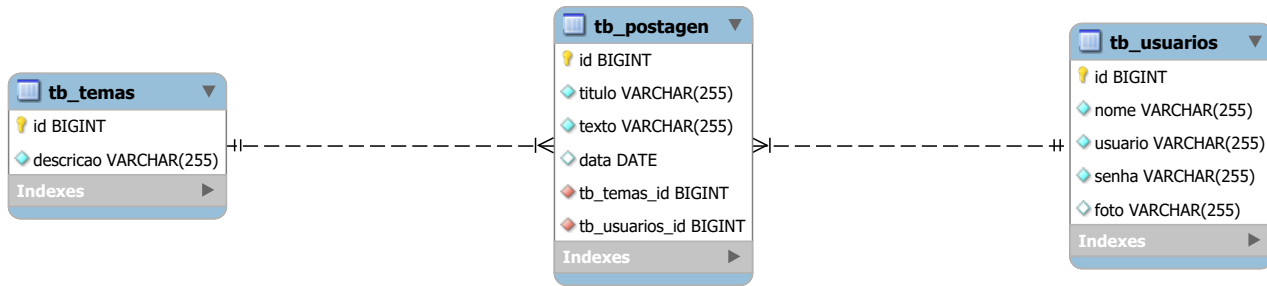 tb_temas
id BIGINT
descricao VARCHAR(255)
Indexes
tb_postagen
id BIGINT
titulo VARCHAR(255)
texto VARCHAR(255)
data DATE
tb_temas_id BIGINT
tb_usuarios_id BIGINT
Indexes
tb_usuarios
id BIGINT
nome VARCHAR(255)
usuario VARCHAR(255)
senha VARCHAR(255)
foto VARCHAR(255)
Indexes